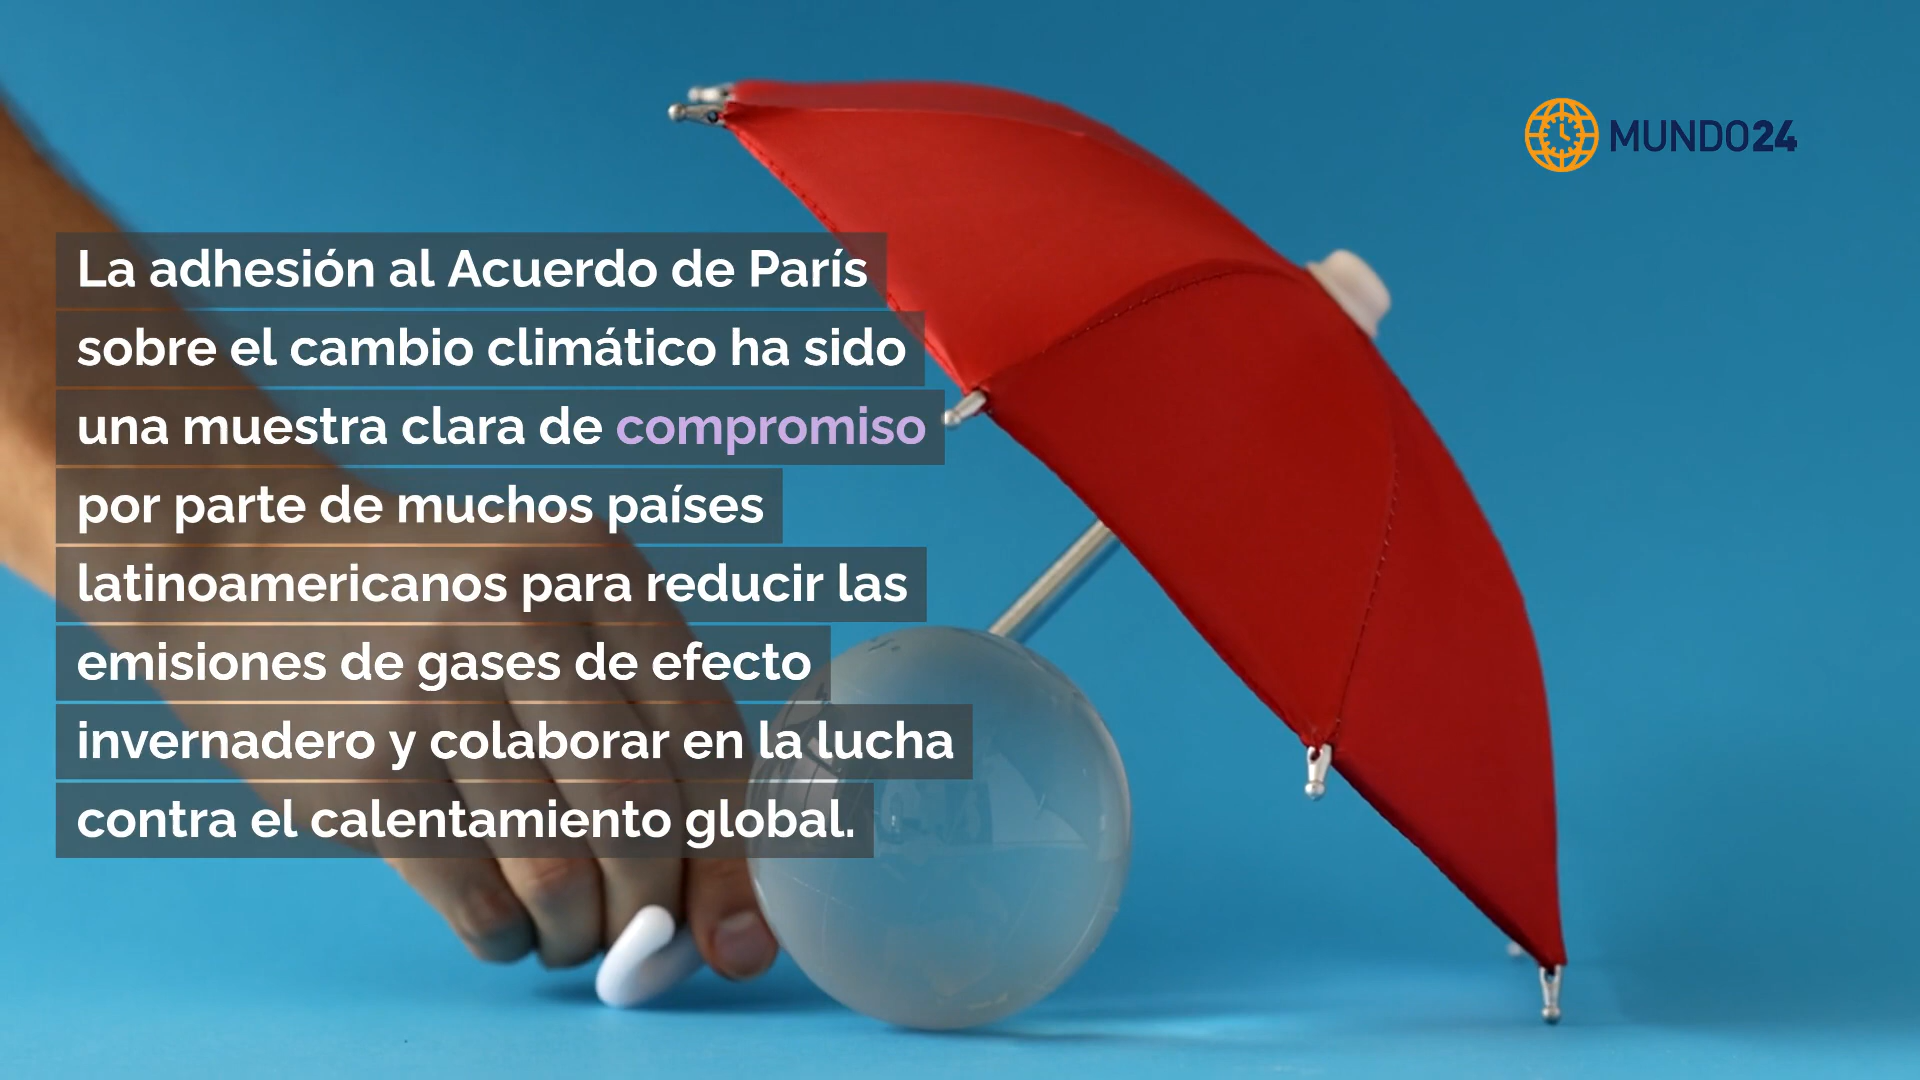 MUNDO24
La adhesión al Acuerdo de París
sobre el cambio climático ha sido
una muestra clara de compromiso
por parte de muchos países
latinoamericanos para reducir las
emisiones de gases de efecto
invernadero y colaborar en la lucha
contra el calentamiento global.